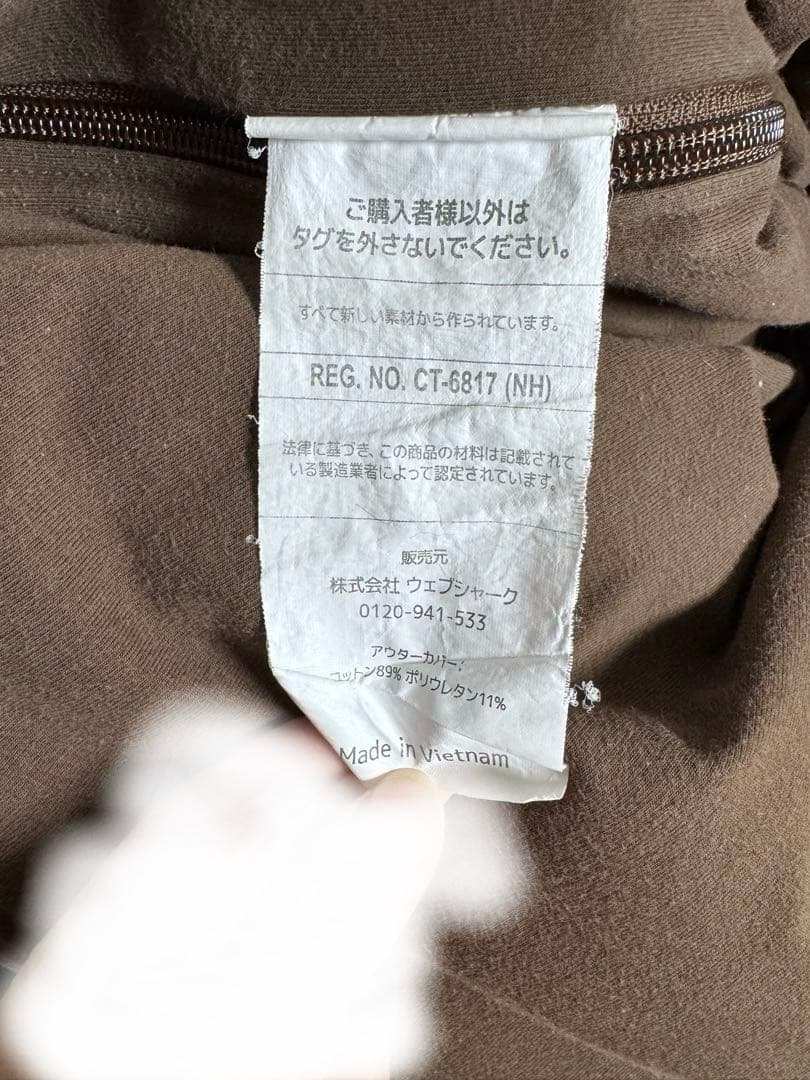 ご購入者様以外は
タグを外さないでください。
すべて新しい素材から作られています。
REG. NO. CT-6817 (NH)
法律に基づき、この商品の材料は記載されて
いる製造業者によって認定されています。
販売元
株式会社 ウェブシャーク
0120-941-533
アウターカバー:
コットン89% ポリウレタン11%
Made in Vietnam